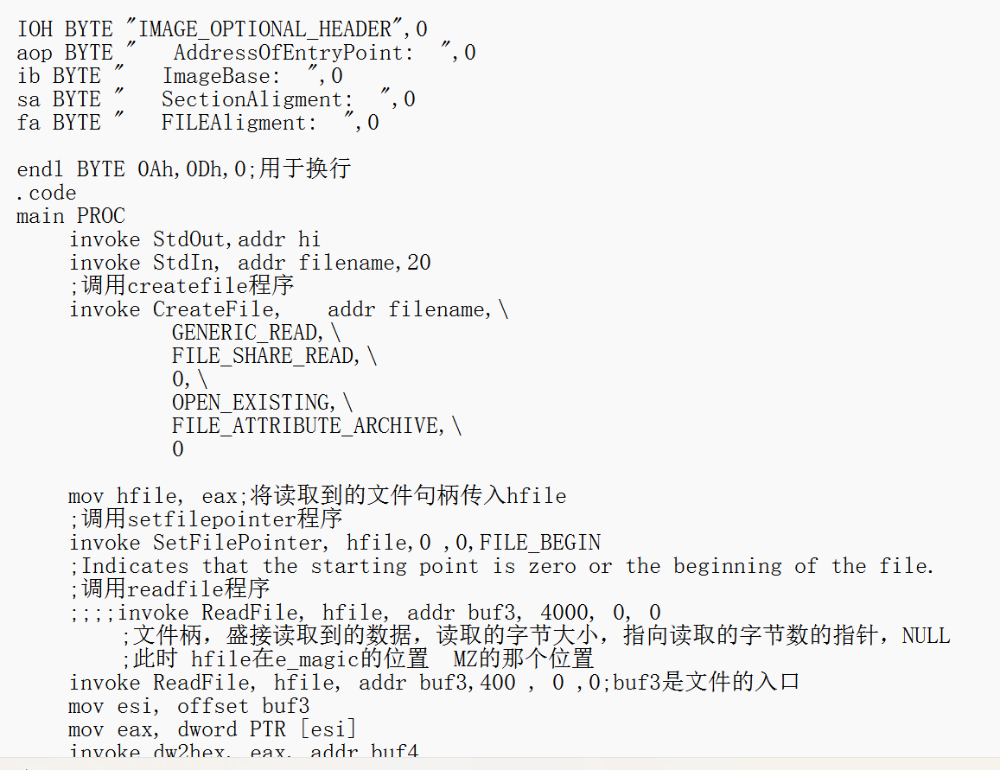 IOH BYTE "IMAGE_OPTIONAL_HEADER",0
aop BYTE "   AddressOfEntryPoint:  ",0
ib BYTE "   ImageBase:  ",0
sa BYTE "   SectionAligment:  ",0
fa BYTE "   FILEAligment:  ",0
endl BYTE 0Ah,0Dh,0;用于换行
.code
main PROC
invoke StdOut,addr hi
invoke StdIn, addr filename,20
;调用createfile程序
invoke CreateFile,    addr filename,\
GENERIC_READ,\
FILE_SHARE_READ,\
0,\
OPEN_EXISTING,\
FILE_ATTRIBUTE_ARCHIVE,\
0
mov hfile, eax;将读取到的文件句柄传入hfile
;调用setfilepointer程序
invoke SetFilePointer, hfile,0 ,0,FILE_BEGIN
;Indicates that the starting point is zero or the beginning of the file.
;调用readfile程序
;;;;invoke ReadFile, hfile, addr buf3, 4000, 0, 0
;文件柄，盛接读取到的数据，读取的字节大小，指向读取的字节数的指针，NULL
;此时 hfile在e_magic的位置  MZ的那个位置
invoke ReadFile, hfile, addr buf3,400 , 0 ,0;buf3是文件的入口
mov esi, offset buf3
mov eax, dword PTR [esi]
invoke dw2hex, eax, addr buf4